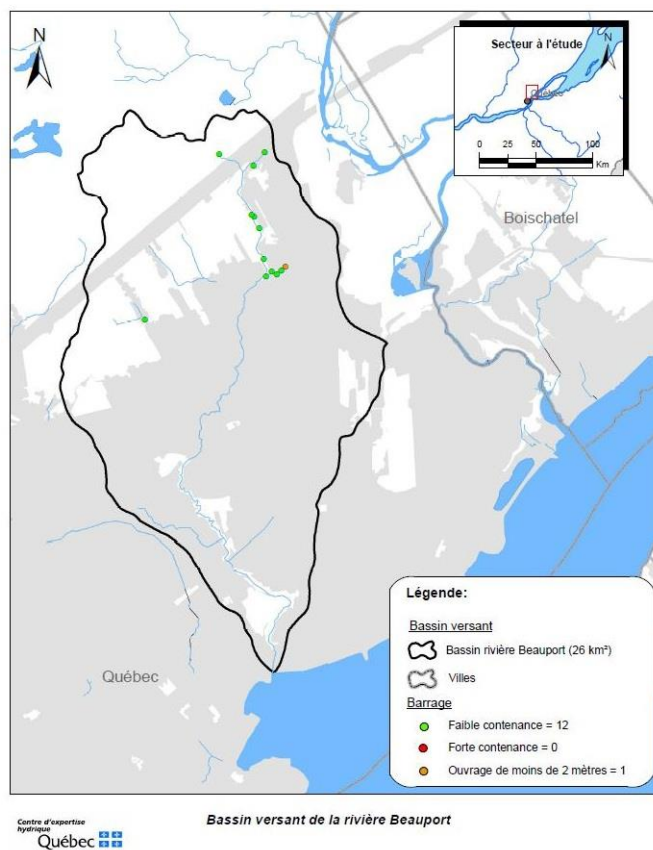 N
Secteur à l'étude
N
Québec
0 25 50 100
Km
Boischatel
Québec
Légende:
Bassin versant
Bassin rivière Beauport (26 km²)
Villes
Barrage
Faible contenance = 12
Forte contenance = 0
Ouvrage de moins de 2 mètres = 1
Bassin versant de la rivière Beauport
Centre d'expertise
hydrique
Québec